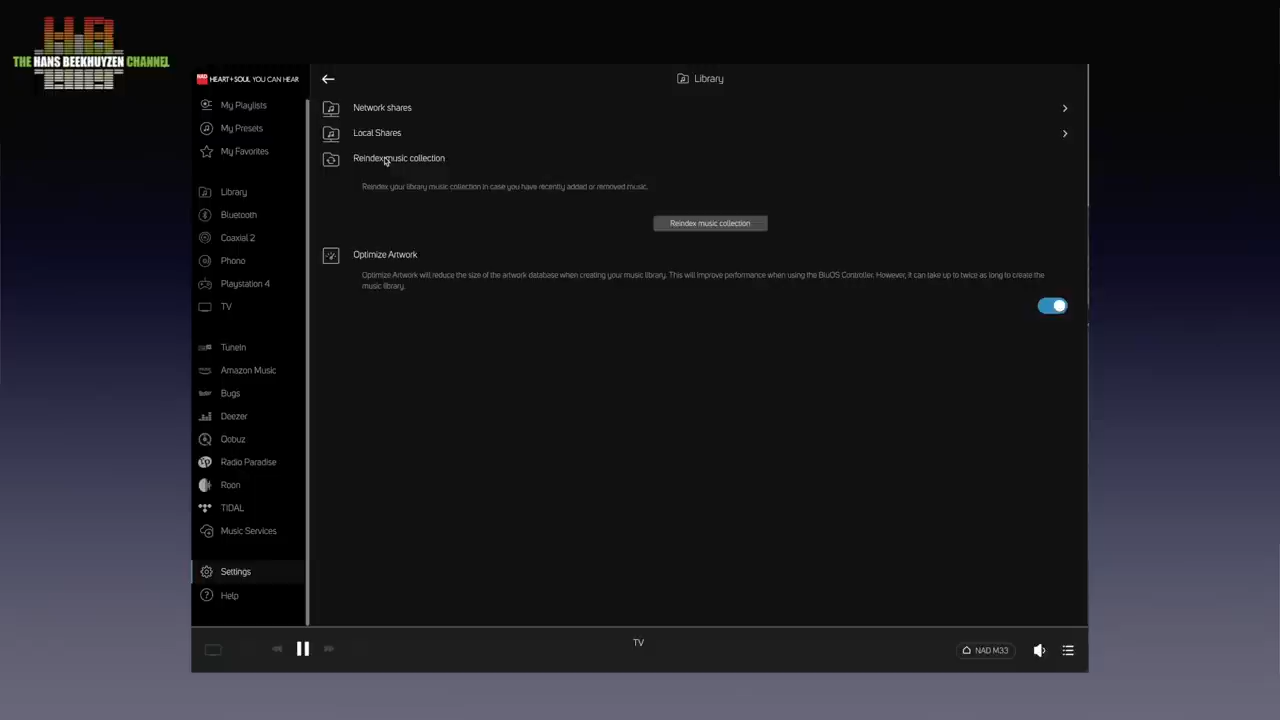 THE HANS BEEKHUYZEN CHANNEL
NAD HEART+SOUL YOU CAN HEAR
Library
My Playlists
My Presets
My Favorites
Library
Bluetooth
Coaxial 2
Phono
Playstation 4
TV
TuneIn
Amazon Music
Bugs
Deezer
Qobuz
Radio Paradise
Roon
TIDAL
Music Services
Settings
Help
Network shares
Local Shares
Reindex music collection
Reindex your library music collection in case you have recently added or removed music.
Reindex music collection
Optimize Artwork
Optimize Artwork will reduce the size of the artwork database when creating your music library. This will improve performance when using the BluOS Controller. However, it can take up to twice as long to create the
music library.
TV
NAD M33